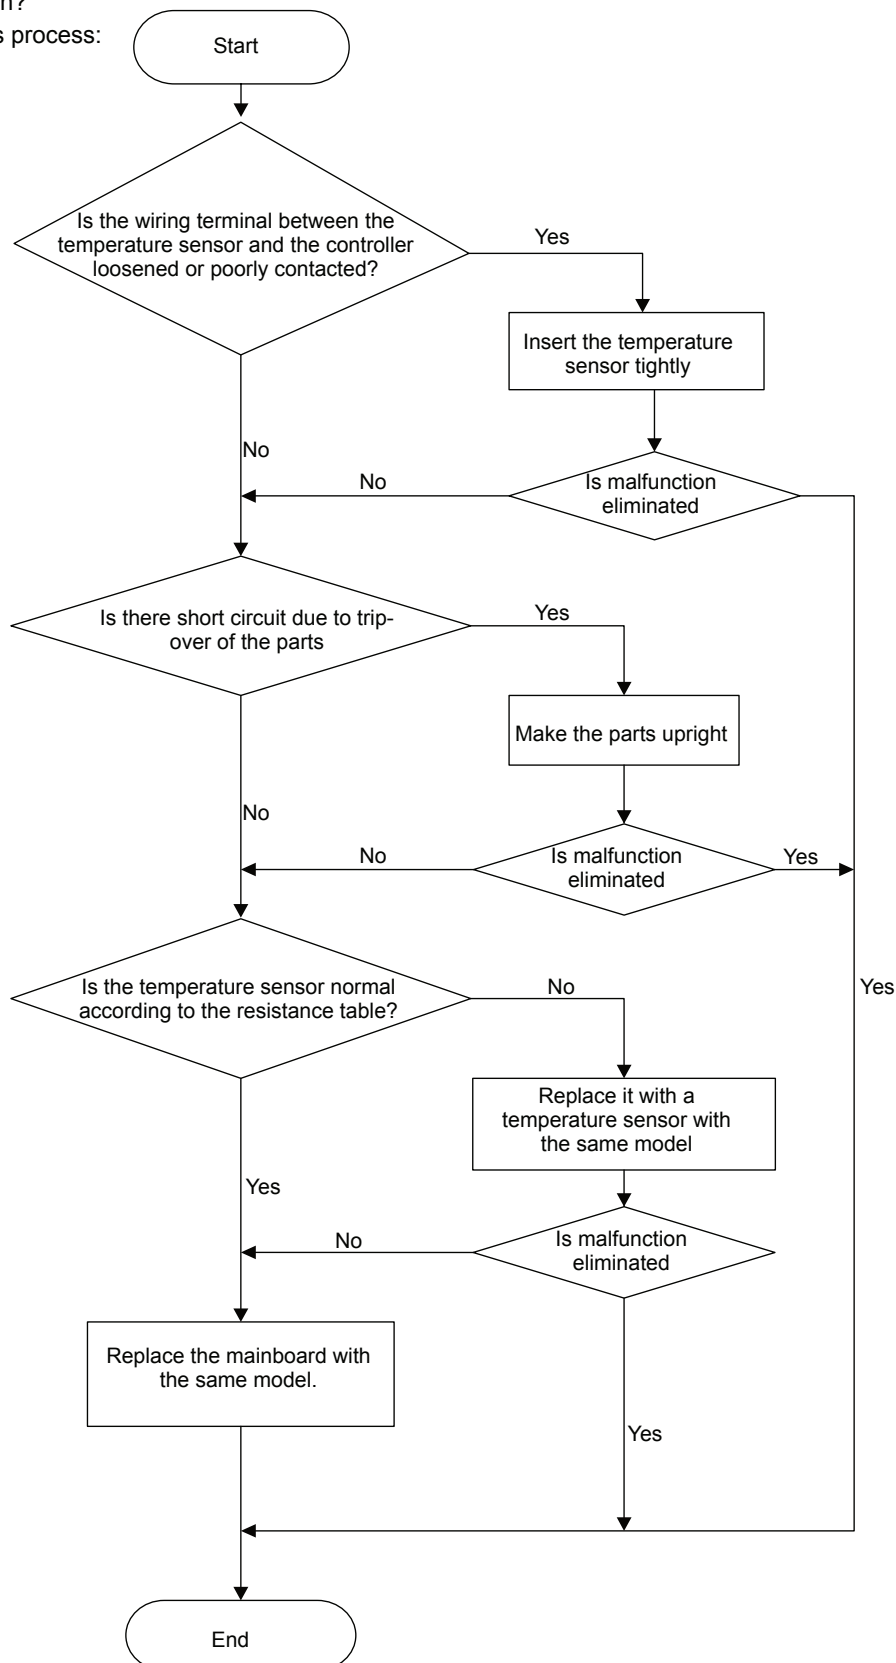 s process:
Start
Is the wiring terminal between the
temperature sensor and the controller
loosened or poorly contacted?
Yes
Insert the temperature
sensor tightly
No
No
Is malfunction
eliminated
Is there short circuit due to trip-
over of the parts
Yes
Make the parts upright
No
No
Is malfunction
eliminated
Yes
Is the temperature sensor normal
according to the resistance table?
No
Yes
Replace it with a
temperature sensor with
the same model
Yes
No
Is malfunction
eliminated
Replace the mainboard with
the same model.
Yes
End